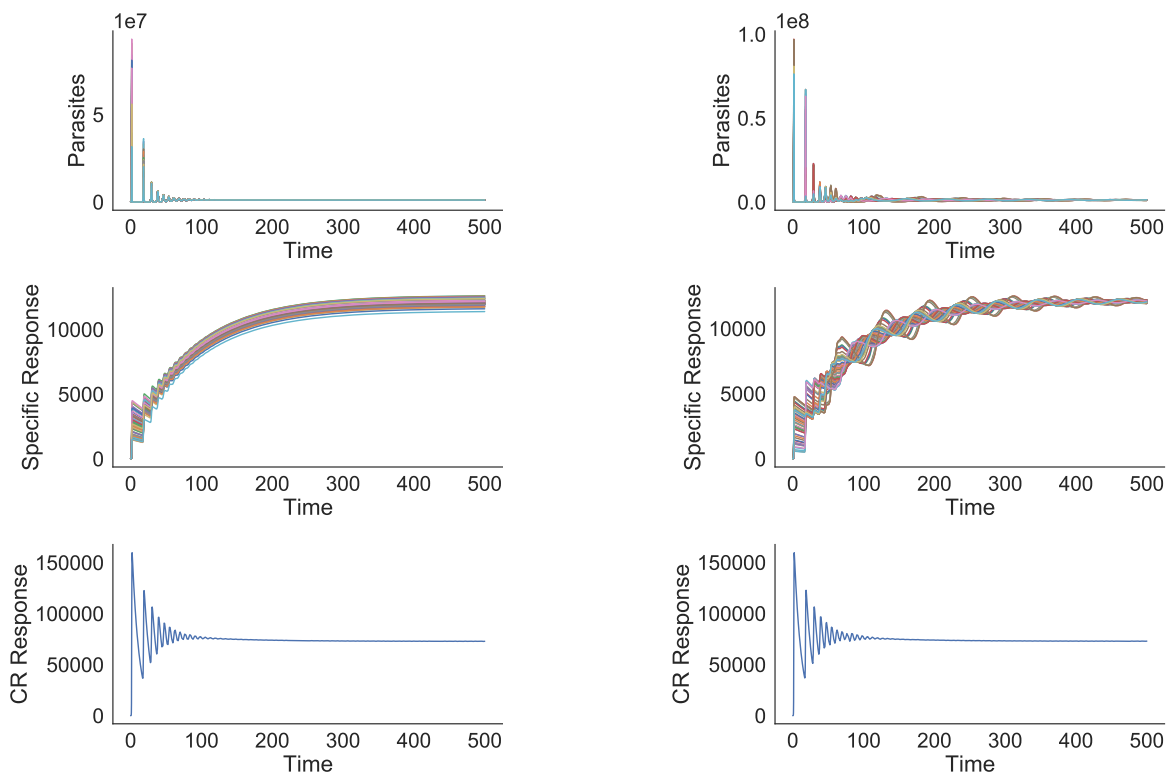 1e7
Parasites
5
0
0 100 200 300 400 500
Time
1e8
Parasites
1.0
0.5
0.0
0 100 200 300 400 500
Time
Specific Response
10000
5000
0
0 100 200 300 400 500
Time
Specific Response
10000
5000
0
0 100 200 300 400 500
Time
CR Response
150000
100000
50000
0
0 100 200 300 400 500
Time
CR Response
150000
100000
50000
0
0 100 200 300 400 500
Time